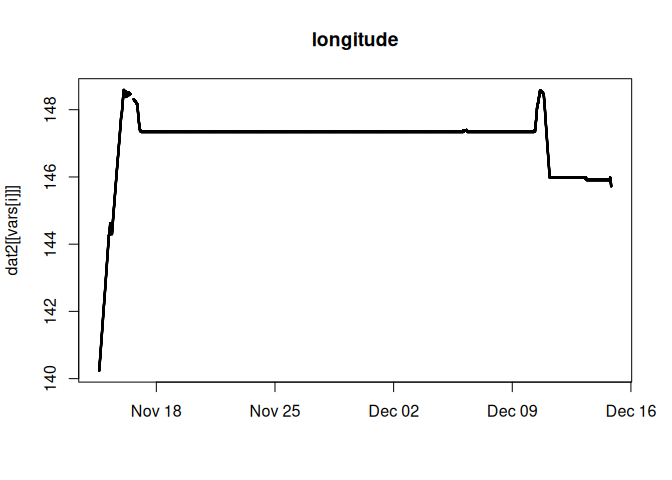 longitude
dat2[[vars[i]]]
148
146
144
142
140
Nov 18
Nov 25
Dec 02
Dec 09
Dec 16